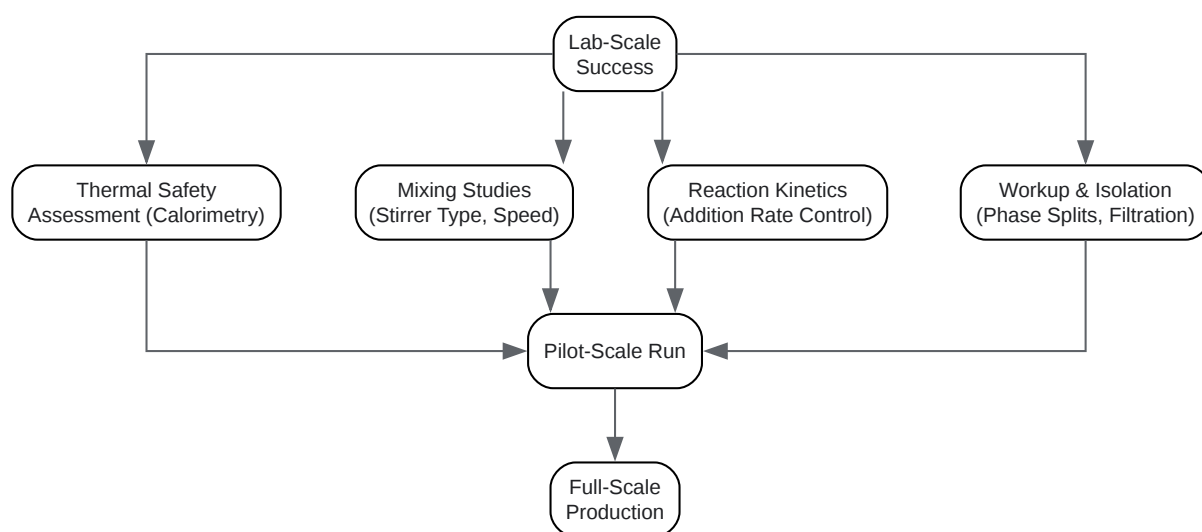 Lab-Scale
Success
Thermal Safety
Assessment (Calorimetry)
Mixing Studies
(Stirrer Type, Speed)
Reaction Kinetics
(Addition Rate Control)
Workup & Isolation
(Phase Splits, Filtration)
Pilot-Scale Run
Full-Scale
Production